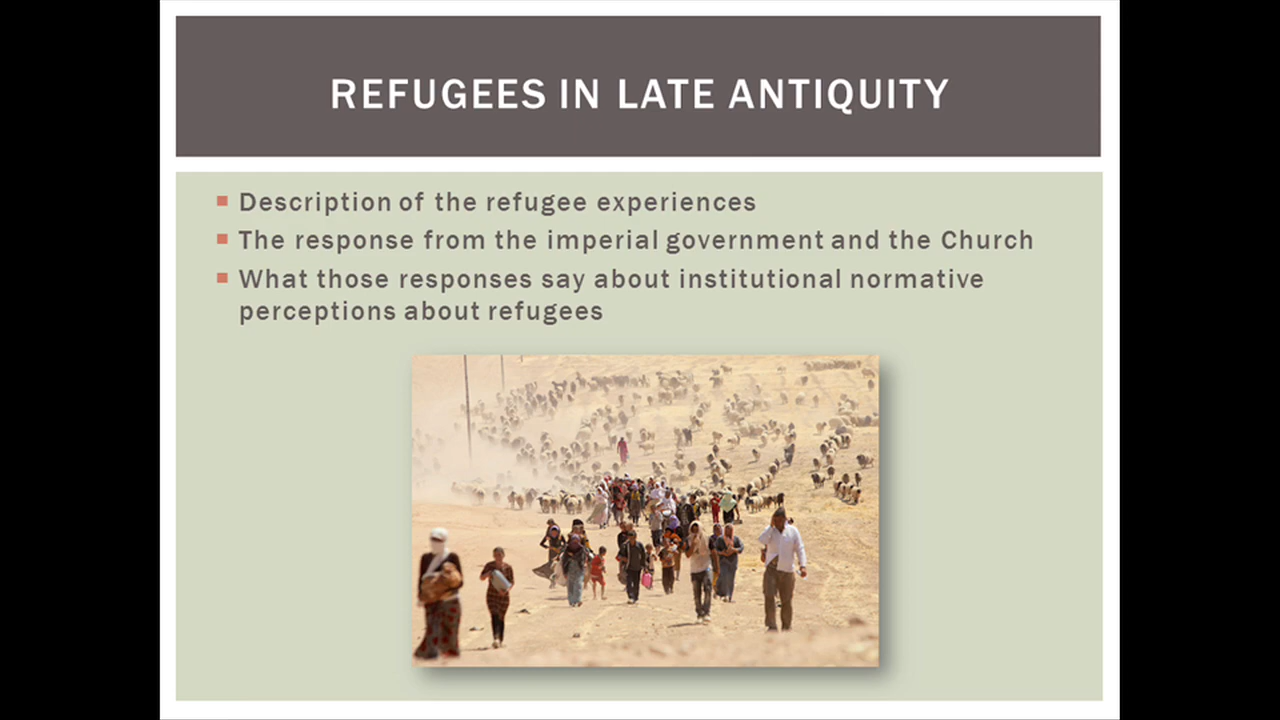 REFUGEES IN LATE ANTIQUITY
Description of the refugee experiences
The response from the imperial government and the Church
What those responses say about institutional normative
perceptions about refugees